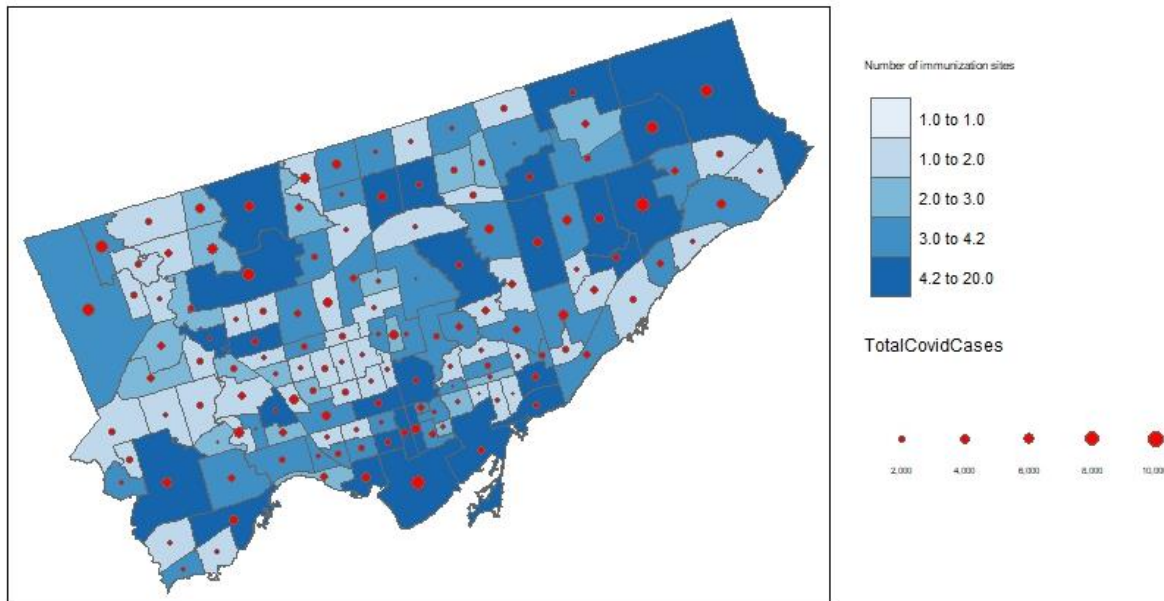 Number of immunization sites
1.0 to 1.0
1.0 to 2.0
2.0 to 3.0
3.0 to 4.2
4.2 to 20.0
TotalCovidCases
2,000 4,000 6,000 8,000 10,000